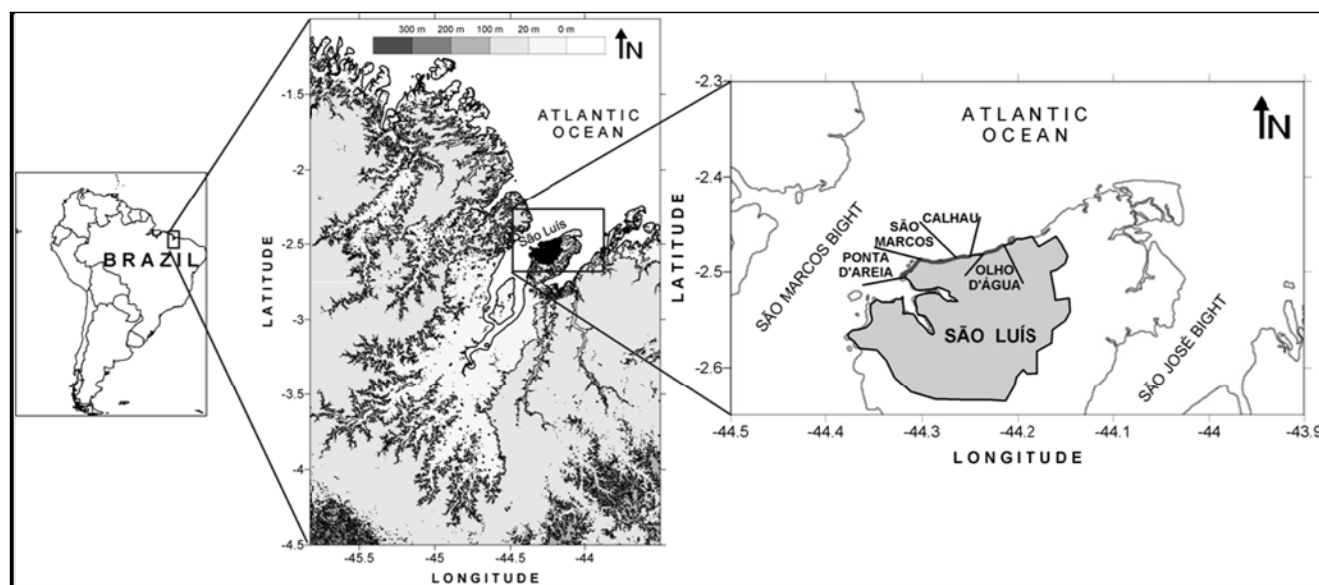 BRAZIL
300 m 200 m 100 m 20 m 0 m
N
ATLANTIC
OCEAN
São Luís
-1.5
-2
-2.5
-3
-3.5
-4
-4.5
LATITUDE
-45.5 -45 -44.5 -44
LONGITUDE
ATLANTIC
OCEAN
N
CALHAU
SÃO
MARCOS
PONTA
D'AREIA
OLHO
D'ÁGUA
SÃO LUÍS
SÃO MARCOS BIGHT
SÃO JOSÉ BIGHT
-2.3
-2.4
-2.5
-2.6
LATITUDE
-44.5 -44.4 -44.3 -44.2 -44.1 -44 -43.9
LONGITUDE